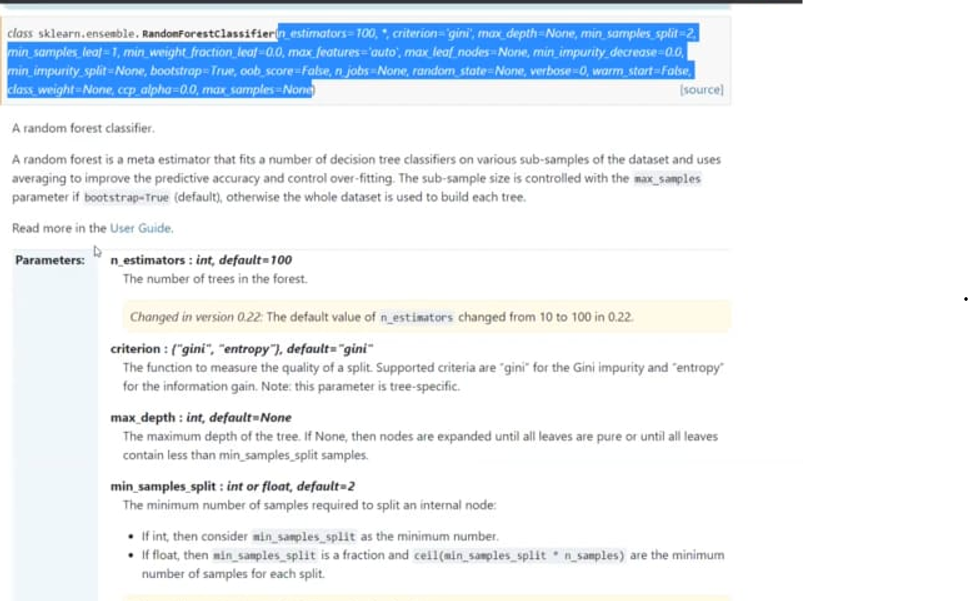 class sklearn.ensemble. RandomForestClassifier(n_estimators=100, *, criterion='gini', max_depth=None, min_samples_split=2,
min_samples_leaf=1, min_weight_fraction_leaf=0.0, max_features='auto', max_leaf_nodes=None, min_impurity_decrease=0.0,
min_impurity_split=None, bootstrap=True, oob_score=False, n_jobs=None, random_state=None, verbose=0, warm_start=False,
class_weight=None, ccp_alpha=0.0, max_samples=None)
[source]
A random forest classifier.
A random forest is a meta estimator that fits a number of decision tree classifiers on various sub-samples of the dataset and uses
averaging to improve the predictive accuracy and control over-fitting. The sub-sample size is controlled with the max_samples
parameter if bootstrap=True (default), otherwise the whole dataset is used to build each tree.
Read more in the User Guide.
Parameters:
n_estimators : int, default=100
The number of trees in the forest.
Changed in version 0.22: The default value of n_estimators changed from 10 to 100 in 0.22.
criterion : {"gini", "entropy"}, default="gini"
The function to measure the quality of a split. Supported criteria are "gini" for the Gini impurity and "entropy"
for the information gain. Note: this parameter is tree-specific.
max_depth : int, default=None
The maximum depth of the tree. If None, then nodes are expanded until all leaves are pure or until all leaves
contain less than min_samples_split samples.
min_samples_split : int or float, default=2
The minimum number of samples required to split an internal node:
• If int, then consider min_samples_split as the minimum number.
• If float, then min_samples_split is a fraction and ceil(min_samples_split * n_samples) are the minimum
number of samples for each split.